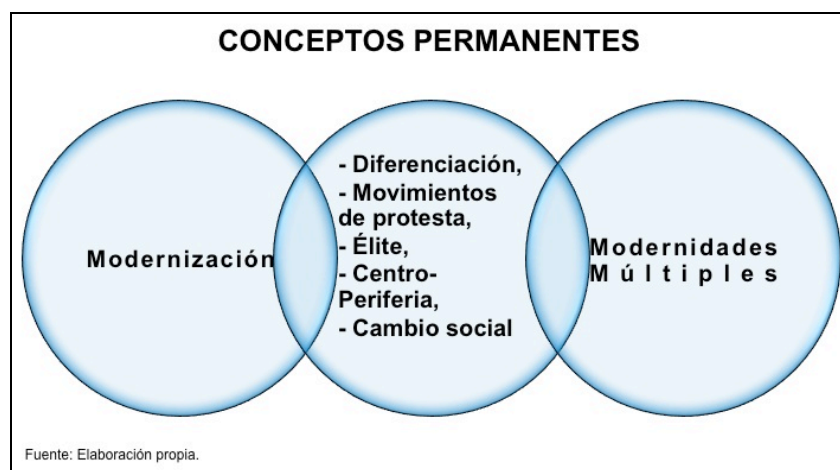 CONCEPTOS PERMANENTES
Modernización
- Diferenciación,
- Movimientos
de protesta,
- Élite,
- Centro-
Periferia,
- Cambio social
Modernidades
Múltiples
Fuente: Elaboración propia.